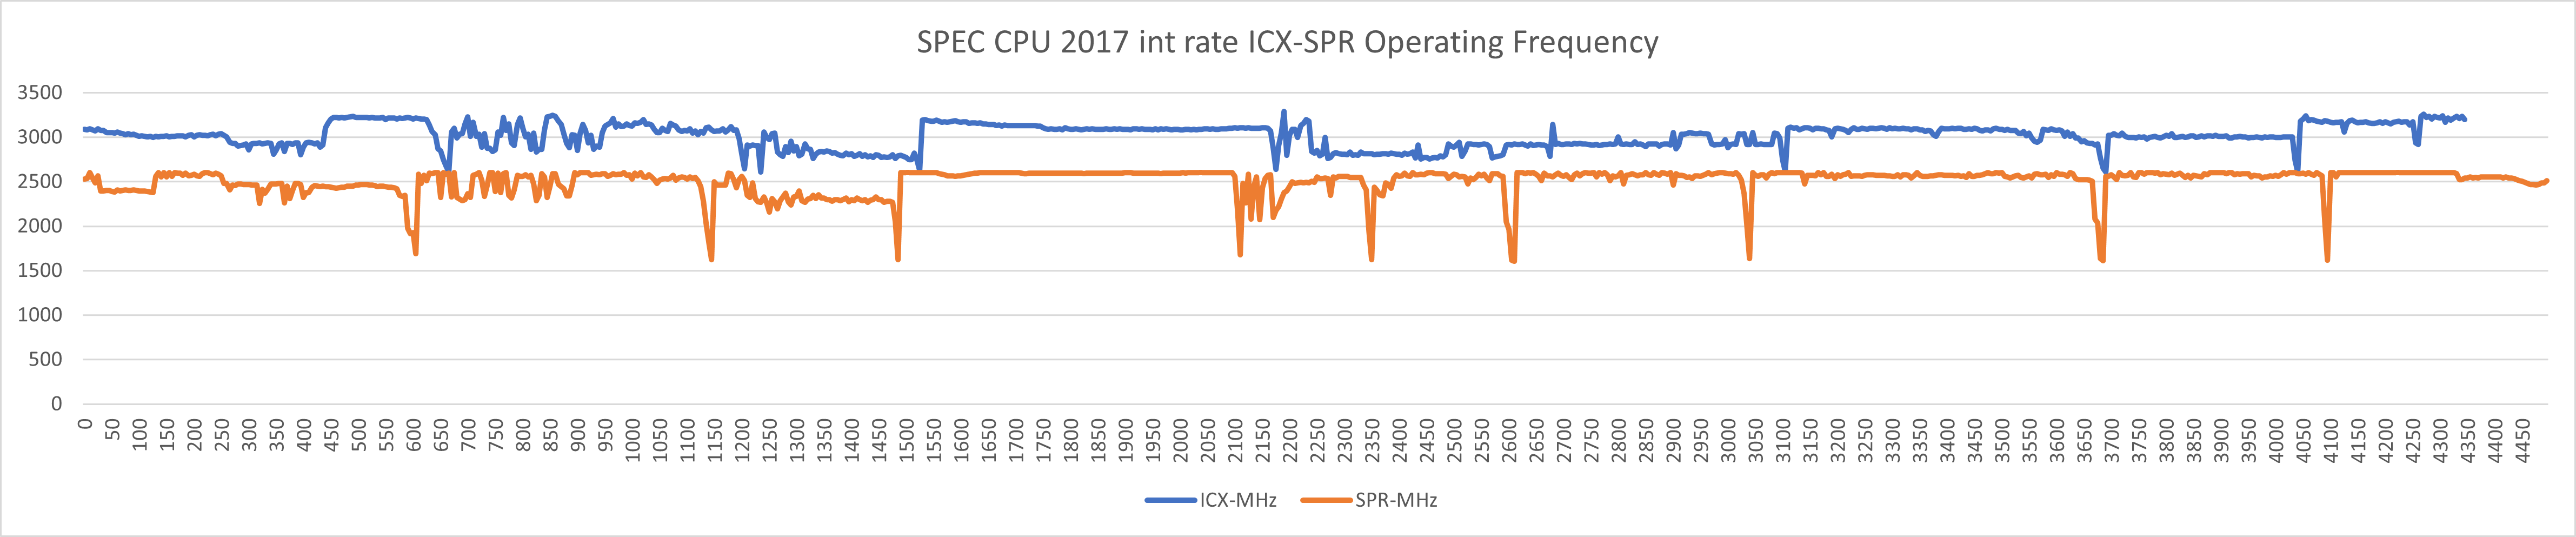 SPEC CPU 2017 int rate ICX-SPR Operating Frequency
3500
3000
2500
2000
1500
1000
500
0
0 50 100 150 200 250 300 350 400 450 500 550 600 650 700 750 800 850 900 950 1000 1050 1100 1150 1200 1250 1300 1350 1400 1450 1500 1550 1600 1650 1700 1750 1800 1850 1900 1950 2000 2050 2100 2150 2200 2250 2300 2350 2400 2450 2500 2550 2600 2650 2700 2750 2800 2850 2900 2950 3000 3050 3100 3150 3200 3250 3300 3350 3400 3450 3500 3550 3600 3650 3700 3750 3800 3850 3900 3950 4000 4050 4100 4150 4200 4250 4300 4350 4400 4450
ICX-MHz SPR-MHz